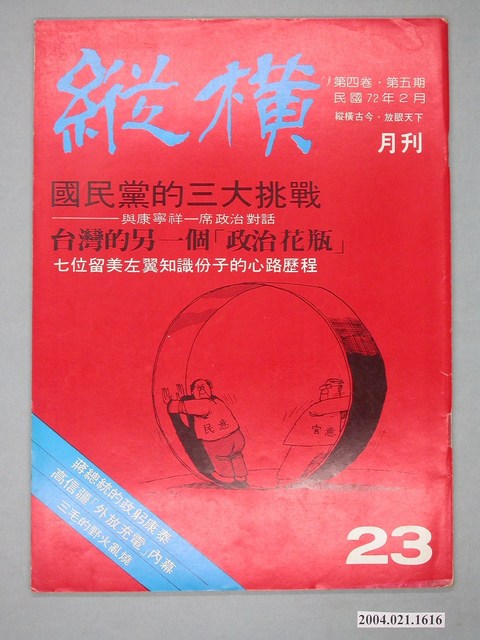 縱橫
第四卷・第五期
民國72年2月
縱橫古今・放眼天下
月刊
國民黨的三大挑戰
——與康寧祥一席政治對話
台灣的另一個「政治花瓶」
七位留美左翼知識份子的心路歷程
民意
官意
蔣總統的政躬康泰
高信疆「外放充電」內幕
三毛的野火亂燒
23
2004.021.1616